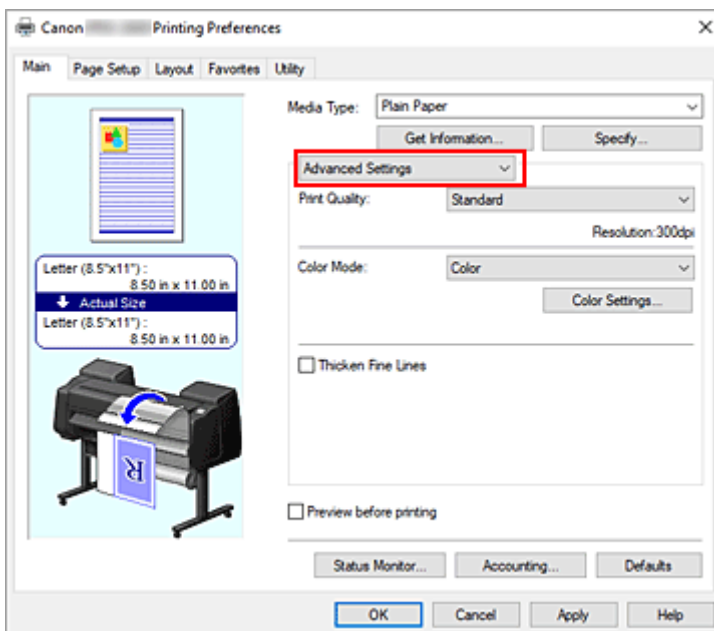 Canon Printing Preferences
Main Page Setup Layout Favorites Utility
Media Type: Plain Paper
Get Information... Specify...
Advanced Settings
Print Quality: Standard
Resolution:300dpi
Color Mode: Color
Color Settings...
Thicken Fine Lines
Letter (8.5"x11") :
8.50 in x 11.00 in
Actual Size
Letter (8.5"x11") :
8.50 in x 11.00 in
R
Preview before printing
Status Monitor... Accounting... Defaults
OK Cancel Apply Help